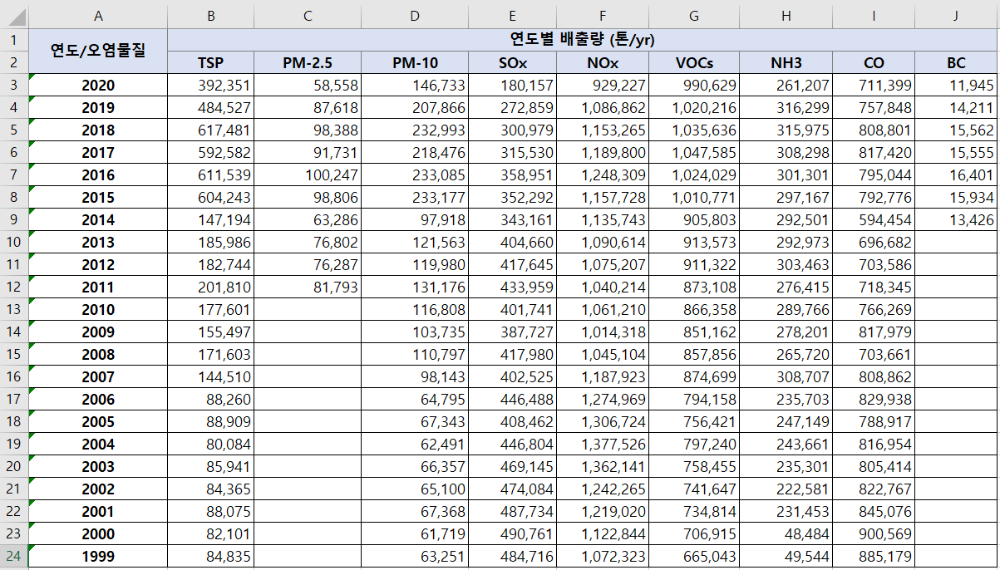 A B C D E F G H I J
1 연도/오염물질 연도별 배출량 (톤/yr)
2 TSP PM-2.5 PM-10 SOx NOx VOCs NH3 CO BC
3 2020 392,351 58,558 146,733 180,157 929,227 990,629 261,207 711,399 11,945
4 2019 484,527 87,618 207,866 272,859 1,086,862 1,020,216 316,299 757,848 14,211
5 2018 617,481 98,388 232,993 300,979 1,153,265 1,035,636 315,975 808,801 15,562
6 2017 592,582 91,731 218,476 315,530 1,189,800 1,047,585 308,298 817,420 15,555
7 2016 611,539 100,247 233,085 358,951 1,248,309 1,024,029 301,301 795,044 16,401
8 2015 604,243 98,806 233,177 352,292 1,157,728 1,010,771 297,167 792,776 15,934
9 2014 147,194 63,286 97,918 343,161 1,135,743 905,803 292,501 594,454 13,426
10 2013 185,986 76,802 121,563 404,660 1,090,614 913,573 292,973 696,682
11 2012 182,744 76,287 119,980 417,645 1,075,207 911,322 303,463 703,586
12 2011 201,810 81,793 131,176 433,959 1,040,214 873,108 276,415 718,345
13 2010 177,601 116,808 401,741 1,061,210 866,358 289,766 766,269
14 2009 155,497 103,735 387,727 1,014,318 851,162 278,201 817,979
15 2008 171,603 110,797 417,980 1,045,104 857,856 265,720 703,661
16 2007 144,510 98,143 402,525 1,187,923 874,699 308,707 808,862
17 2006 88,260 64,795 446,488 1,274,969 794,158 235,703 829,938
18 2005 88,909 67,343 408,462 1,306,724 756,421 247,149 788,917
19 2004 80,084 62,491 446,804 1,377,526 797,240 243,661 816,954
20 2003 85,941 66,357 469,145 1,362,141 758,455 235,301 805,414
21 2002 84,365 65,100 474,084 1,242,265 741,647 222,581 822,767
22 2001 88,075 67,368 487,734 1,219,020 734,814 231,453 845,076
23 2000 82,101 61,719 490,761 1,122,844 706,915 48,484 900,569
24 1999 84,835 63,251 484,716 1,072,323 665,043 49,544 885,179